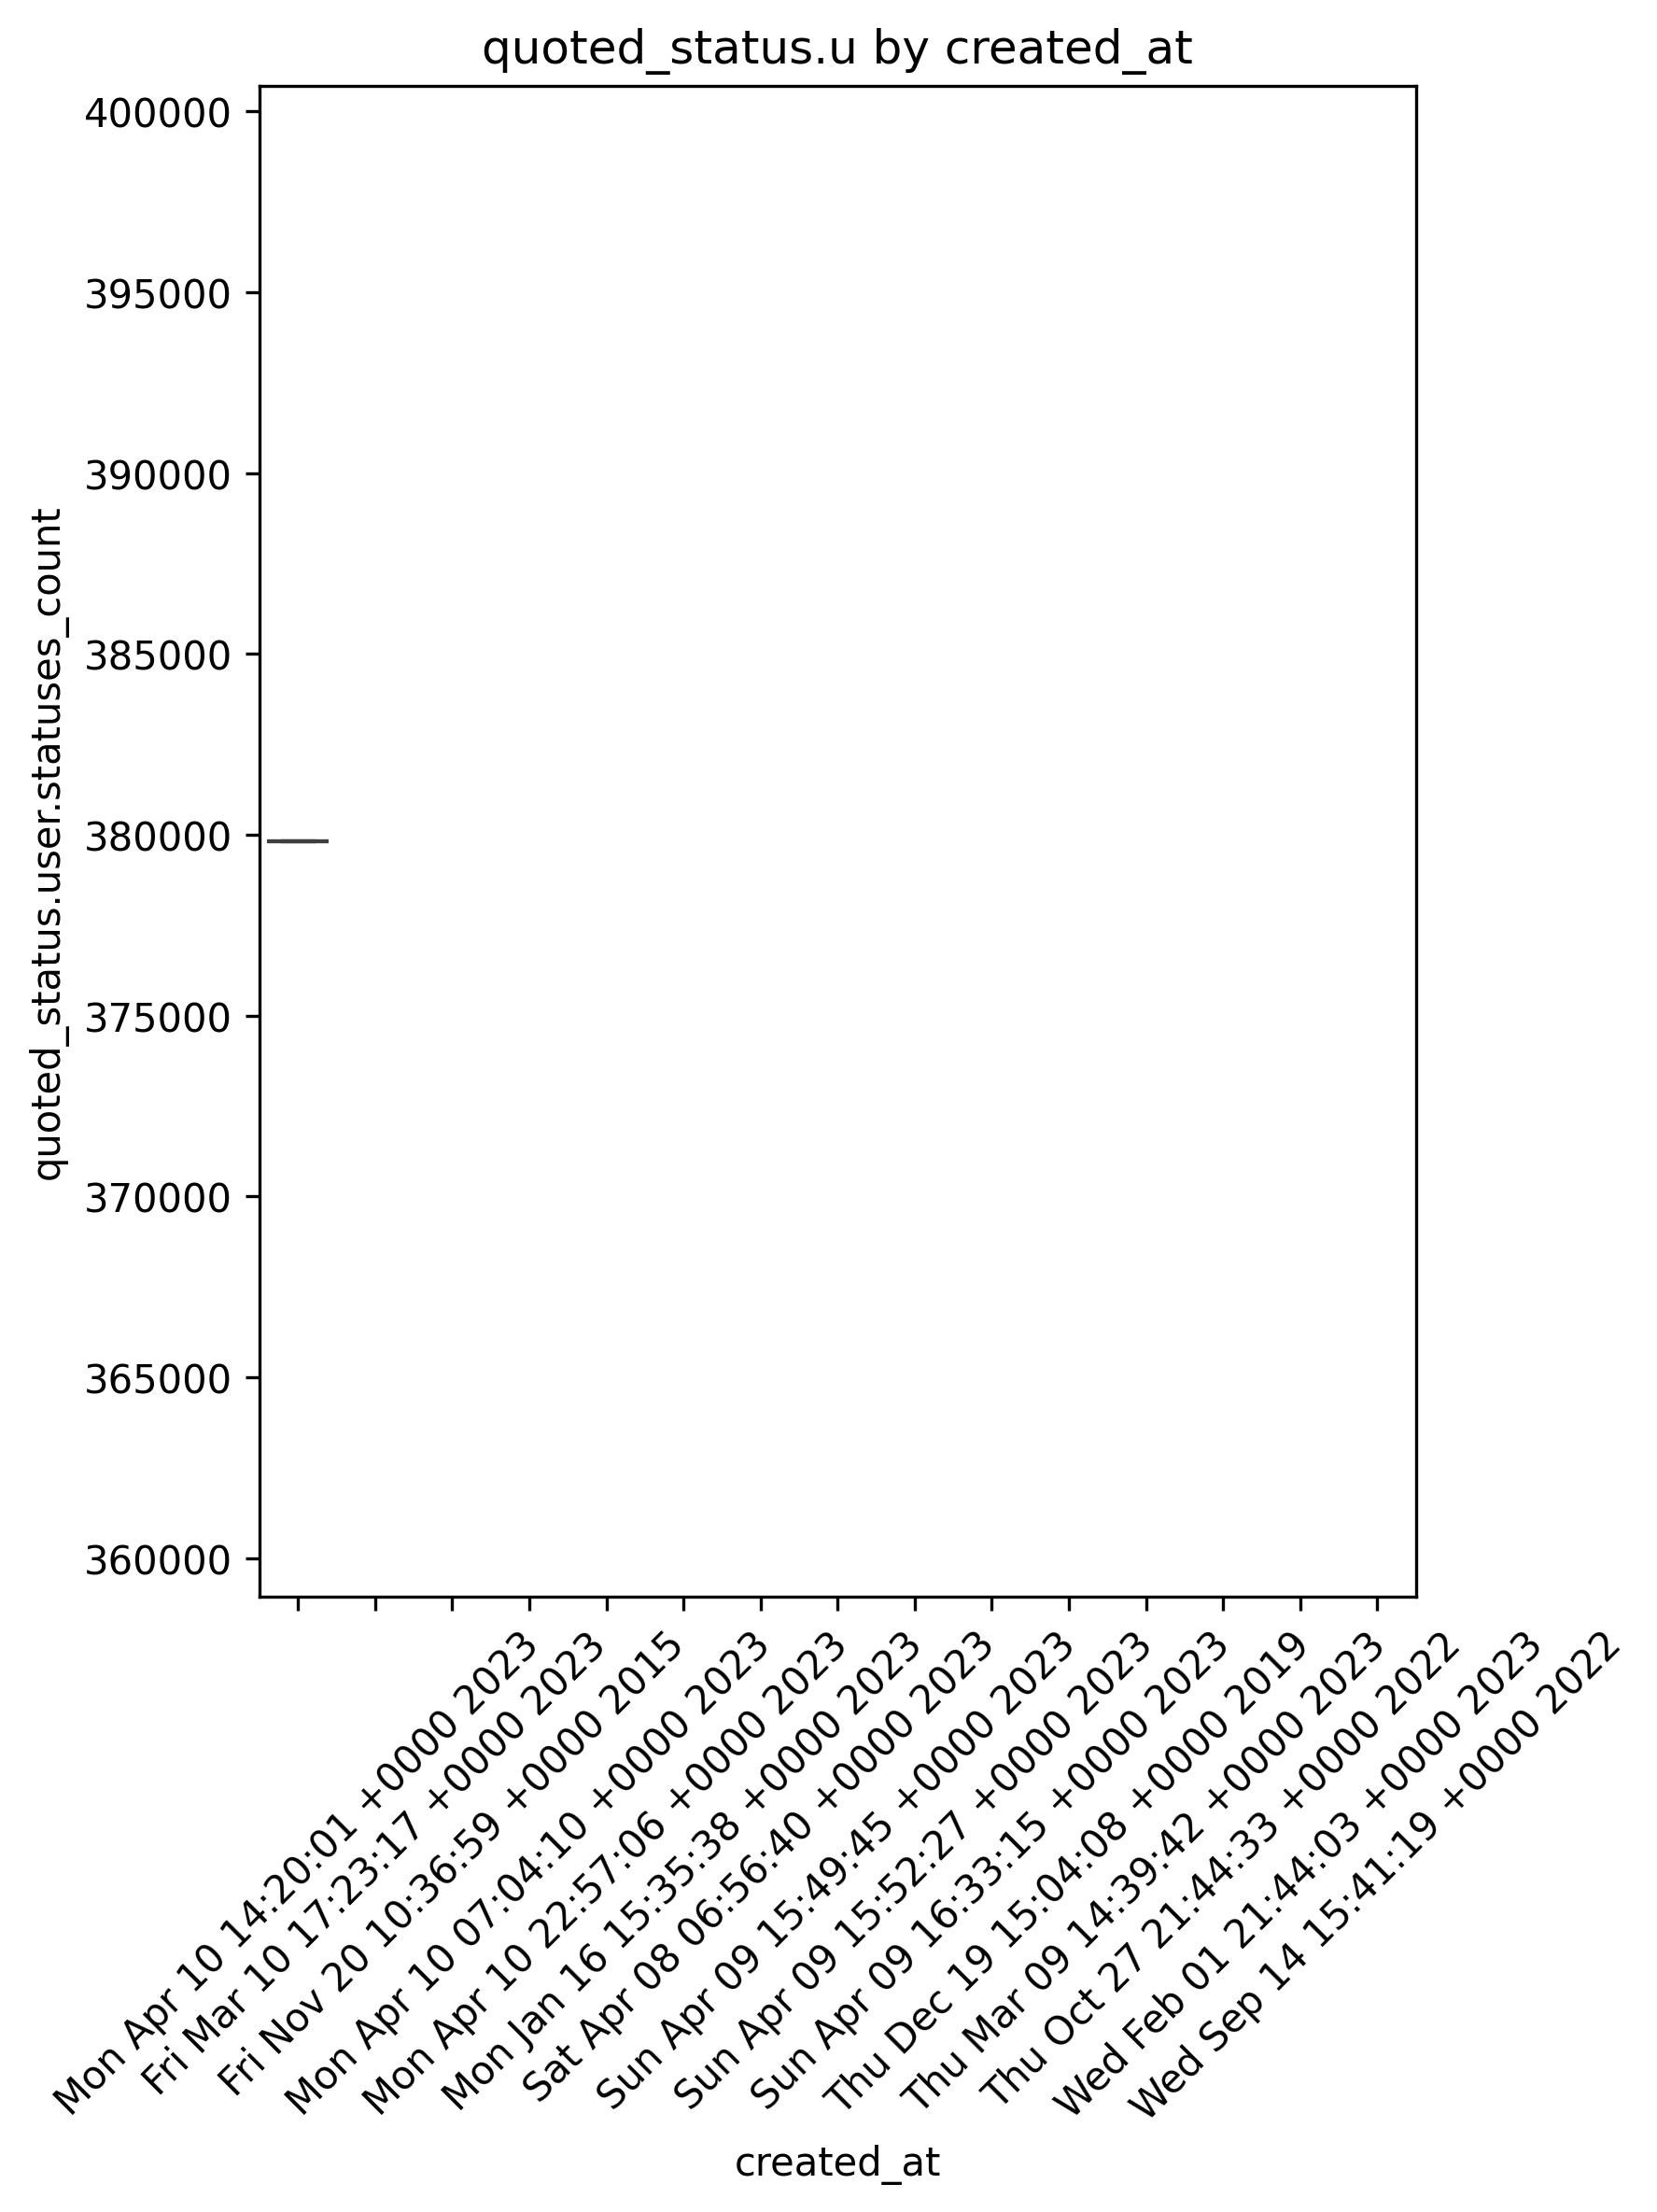 quoted_status.u by created_at
400000
395000
390000
385000
380000
375000
370000
365000
360000
quoted_status.user.statuses_count
Mon Apr 10 14:20:01 +0000 2023
Fri Mar 10 17:23:17 +0000 2023
Fri Nov 20 10:36:59 +0000 2015
Mon Apr 10 07:04:10 +0000 2023
Mon Apr 10 22:57:06 +0000 2023
Mon Jan 16 15:35:38 +0000 2023
Sat Apr 08 06:56:40 +0000 2023
Sun Apr 09 15:49:45 +0000 2023
Sun Apr 09 15:52:27 +0000 2023
Sun Apr 09 16:33:15 +0000 2023
Thu Dec 19 15:04:08 +0000 2019
Thu Mar 09 14:39:42 +0000 2023
Thu Oct 27 21:44:33 +0000 2022
Wed Feb 01 21:44:03 +0000 2023
Wed Sep 14 15:41:19 +0000 2022
created_at